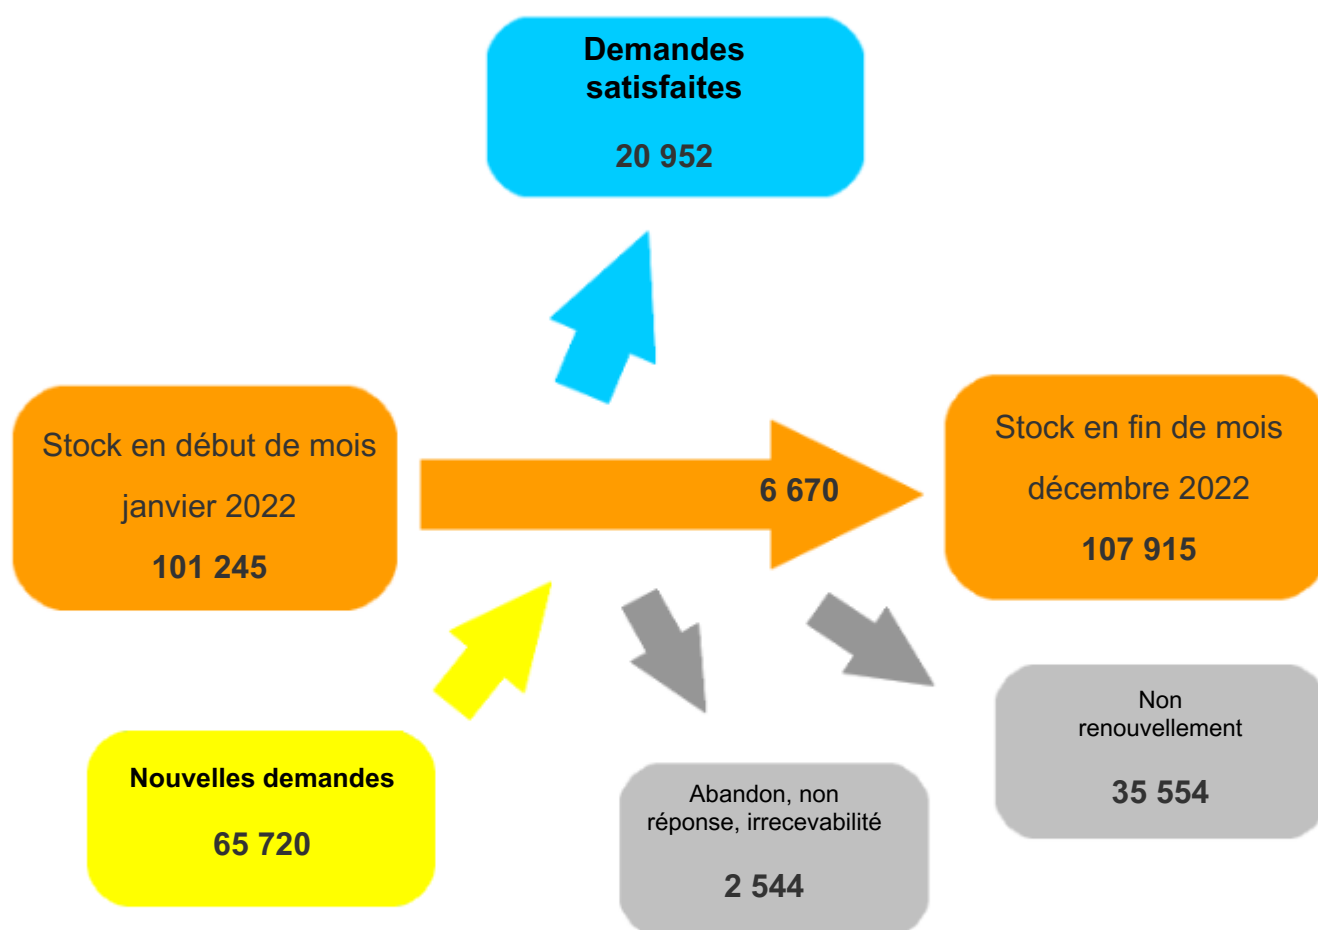 Demandes
satisfaites
20 952
Stock en début de mois
janvier 2022
101 245
6 670
Stock en fin de mois
décembre 2022
107 915
Nouvelles demandes
65 720
Abandon, non
réponse, irrecevabilité
2 544
Non
renouvellement
35 554